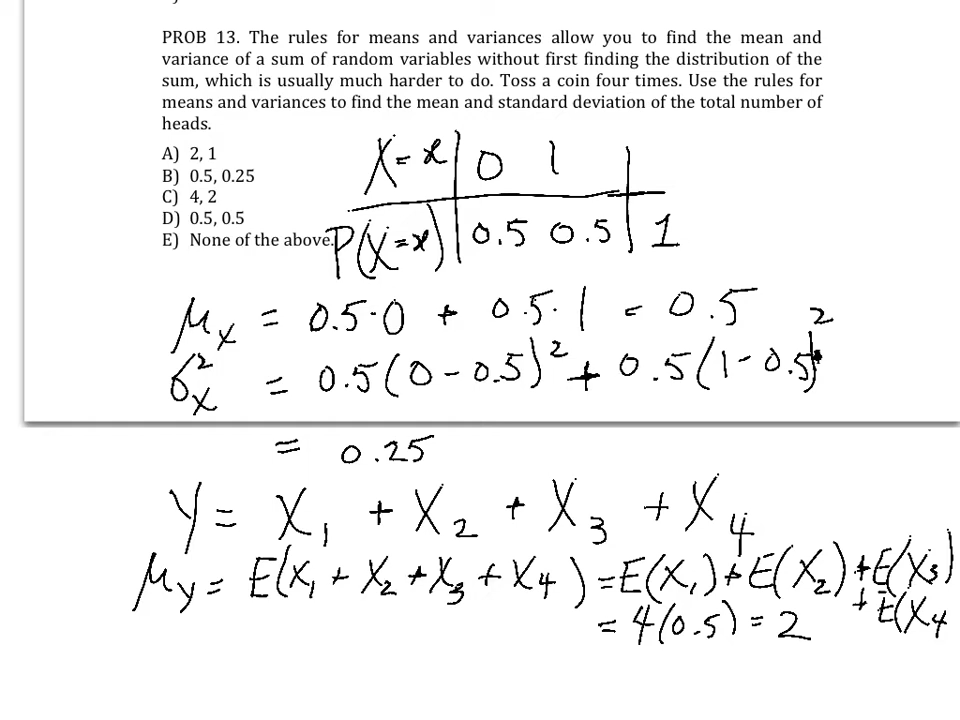 PROB 13. The rules for means and variances allow you to find the mean and
variance of a sum of random variables without first finding the distribution of the
sum, which is usually much harder to do. Toss a coin four times. Use the rules for
means and variances to find the mean and standard deviation of the total number of
heads.
A) 2, 1
B) 0.5, 0.25
C) 4, 2
D) 0.5, 0.5
E) None of the above.
X=x | 0 1 |
P(X=x) | 0.5 0.5 | 1
μ_X = 0.5·0 + 0.5·1 = 0.5
σ²_X = 0.5(0-0.5)² + 0.5(1-0.5)²
= 0.25
Y = X₁ + X₂ + X₃ + X₄
μ_Y = E(X₁ + X₂ + X₃ + X₄) = E(X₁) + E(X₂) + E(X₃)
+ E(X₄
= 4(0.5) = 2